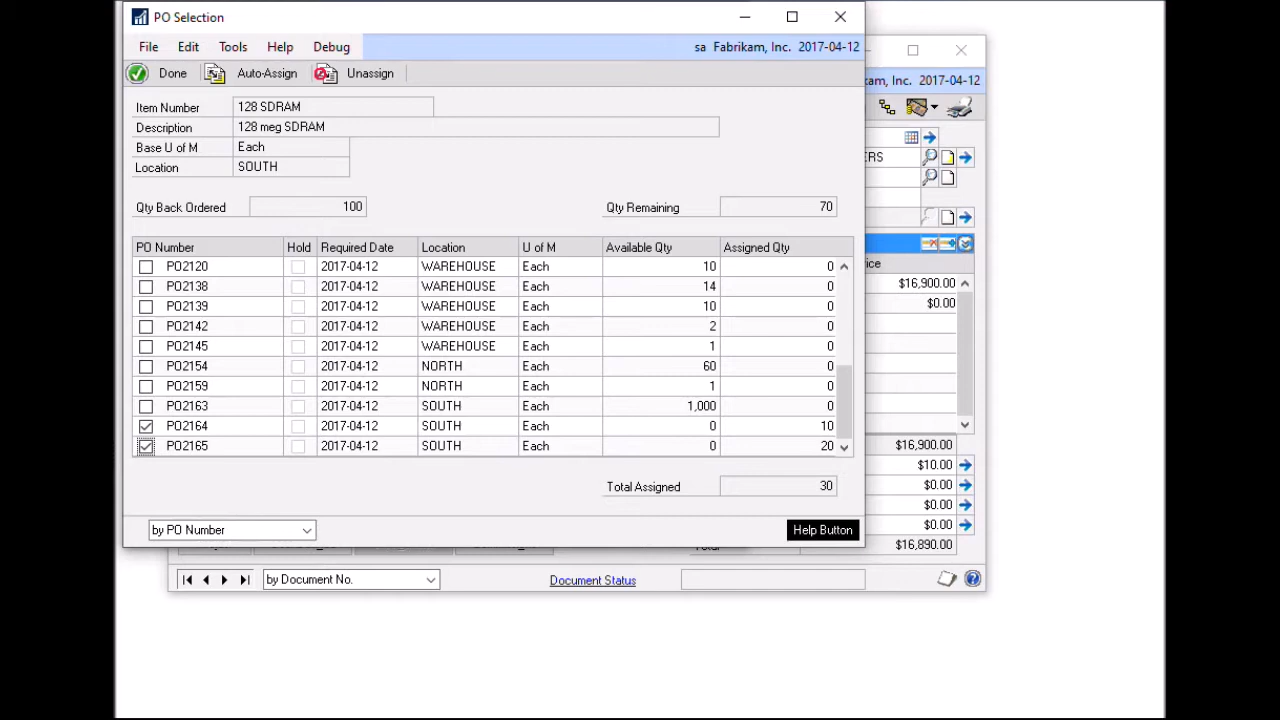 PO Selection
File Edit Tools Help Debug sa Fabrikam, Inc. 2017-04-12
Done Auto-Assign Unassign
am, Inc. 2017-04-12
Item Number 128 SDRAM
Description 128 meg SDRAM
Base U of M Each
Location SOUTH
ERS
Qty Back Ordered 100 Qty Remaining 70
PO Number Hold Required Date Location U of M Available Qty Assigned Qty
ice
PO2120 2017-04-12 WAREHOUSE Each 10 0
PO2138 2017-04-12 WAREHOUSE Each 14 0 $16,900.00
PO2139 2017-04-12 WAREHOUSE Each 10 0 $0.00
PO2142 2017-04-12 WAREHOUSE Each 2 0
PO2145 2017-04-12 WAREHOUSE Each 1 0
PO2154 2017-04-12 NORTH Each 60 0
PO2159 2017-04-12 NORTH Each 1 0
PO2163 2017-04-12 SOUTH Each 1,000 0
PO2164 2017-04-12 SOUTH Each 0 10
PO2165 2017-04-12 SOUTH Each 0 20 $16,900.00
$10.00
Total Assigned 30 $0.00
$0.00
by PO Number Help Button $0.00
$16,890.00
by Document No. Document Status